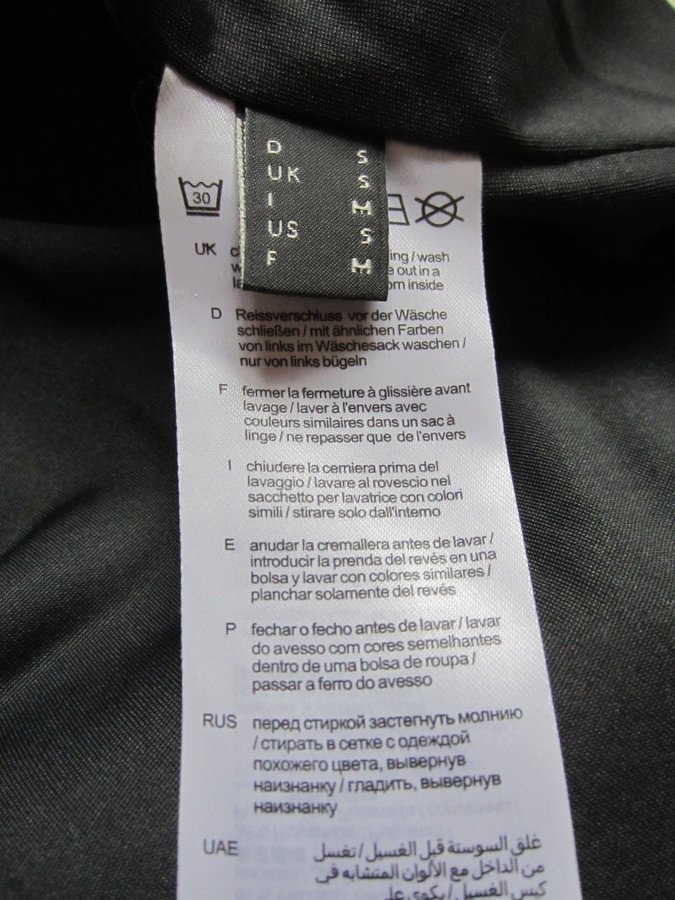 D S
UK S
I M
US S
F M
30
UK
ing / wash
out in a
inside
D Reissverschluss vor der Wäsche
schließen / mit ähnlichen Farben
von links im Wäschesack waschen /
nur von links bügeln
F fermer la fermeture à glissière avant
lavage / laver à l'envers avec
couleurs similaires dans un sac à
linge / ne repasser que de l'envers
I chiudere la cerniera prima del
lavaggio / lavare al rovescio nel
sacchetto per lavatrice con colori
simili / stirare solo dall'interno
E anudar la cremallera antes de lavar /
introducir la prenda del revés en una
bolsa y lavar con colores similares /
planchar solamente del revés
P fechar o fecho antes de lavar / lavar
do avesso com cores semelhantes
dentro de uma bolsa de roupa /
passar a ferro do avesso
RUS перед стиркой застегнуть молнию
/ стирать в сетке с одеждой
похожего цвета, вывернув
наизнанку / гладить, вывернув
наизнанку
UAE غلق السوستة قبل الغسيل / تغسل
من الداخل مع الألوان المتشابه في
كيس الغسيل / يكوى